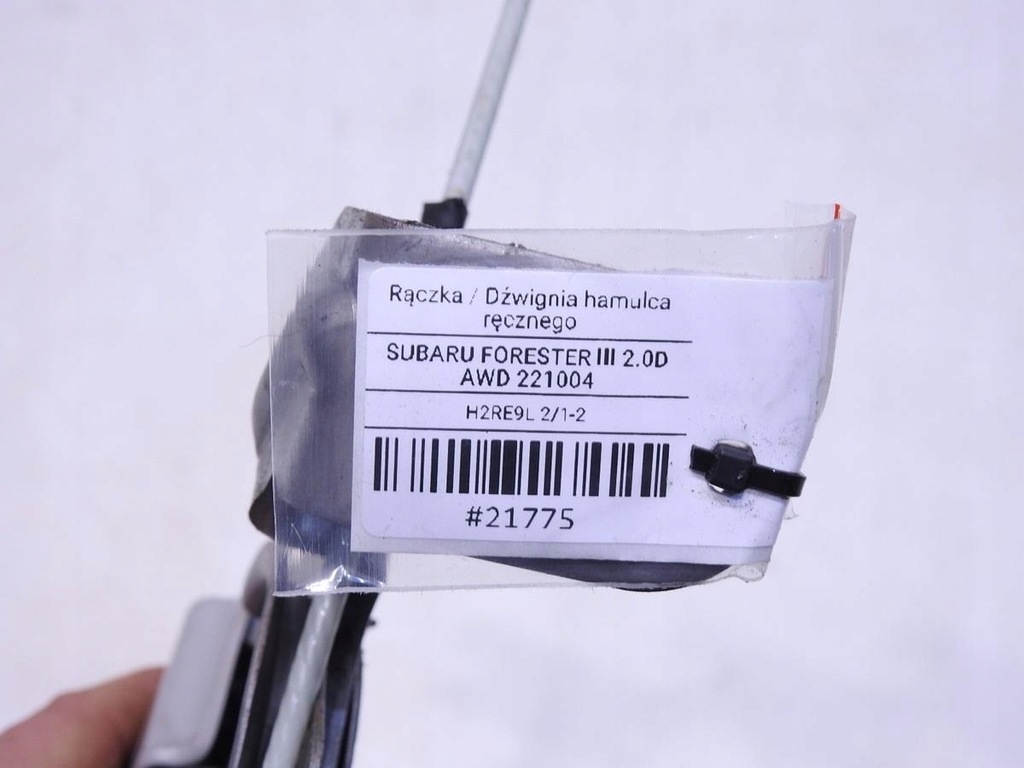 Rączka / Dźwignia hamulca
ręcznego
SUBARU FORESTER III 2.0D
AWD 221004
H2RE9L 2/1-2
#21775